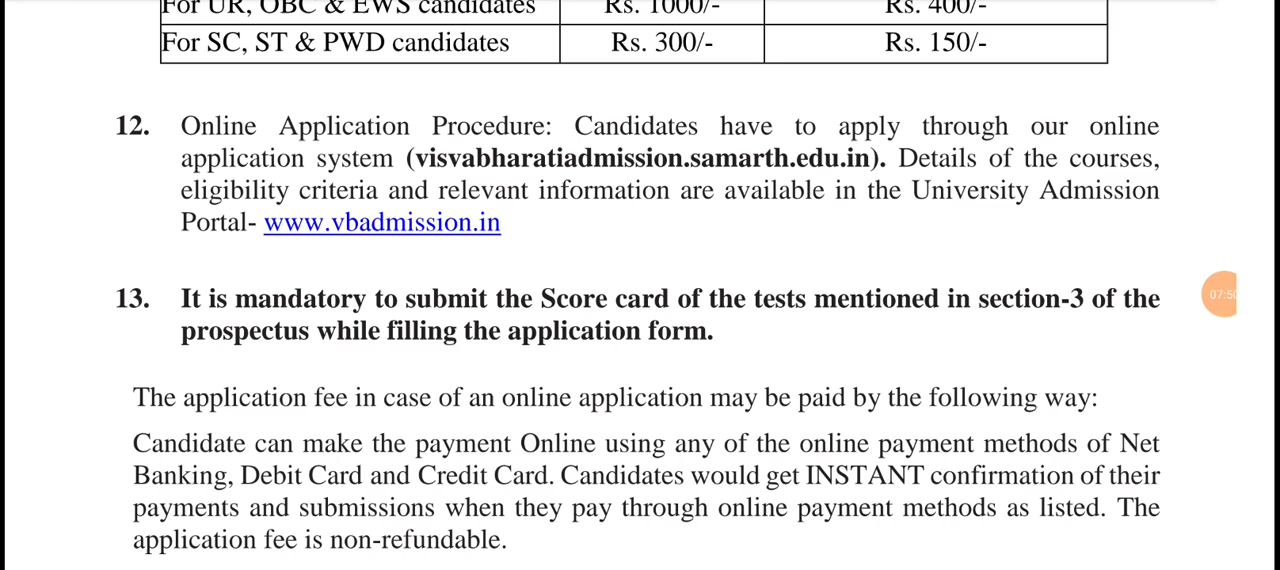 For UR, OBC & EWS candidates Rs. 1000/- Rs. 400/-
For SC, ST & PWD candidates Rs. 300/- Rs. 150/-
12. Online Application Procedure: Candidates have to apply through our online
application system (visvabharatiadmission.samarth.edu.in). Details of the courses,
eligibility criteria and relevant information are available in the University Admission
Portal- www.vbadmission.in
13. It is mandatory to submit the Score card of the tests mentioned in section-3 of the
prospectus while filling the application form.
07:50
The application fee in case of an online application may be paid by the following way:
Candidate can make the payment Online using any of the online payment methods of Net
Banking, Debit Card and Credit Card. Candidates would get INSTANT confirmation of their
payments and submissions when they pay through online payment methods as listed. The
application fee is non-refundable.